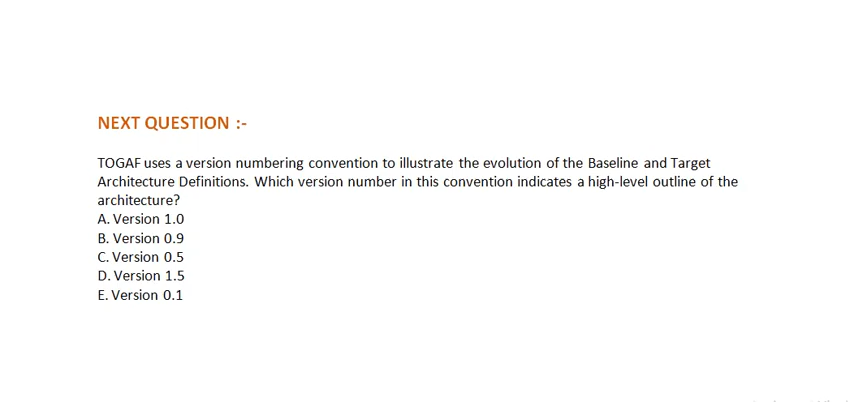 NEXT QUESTION :-
TOGAF uses a version numbering convention to illustrate the evolution of the Baseline and Target
Architecture Definitions. Which version number in this convention indicates a high-level outline of the
architecture?
A. Version 1.0
B. Version 0.9
C. Version 0.5
D. Version 1.5
E. Version 0.1